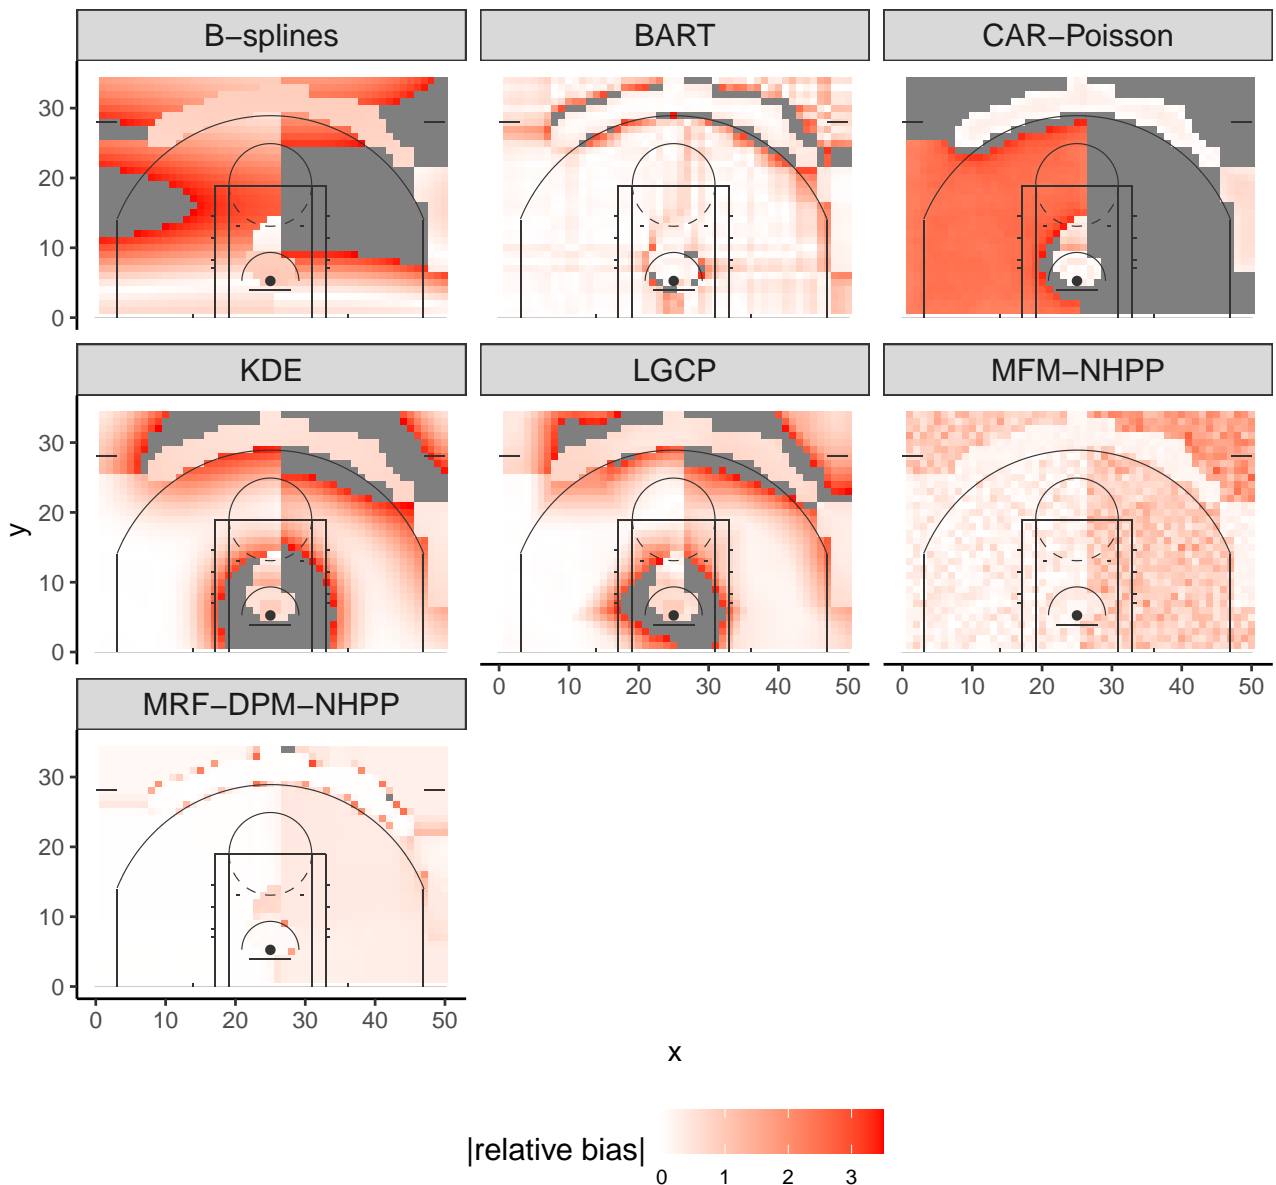 B−splines BART CAR−Poisson
30
20
10
0
KDE LGCP MFM−NHPP
30
20
10
0
0 10 20 30 40 50 0 10 20 30 40 50
MRF−DPM−NHPP
30
20
10
0
0 10 20 30 40 50
y
x
|relative bias|
0 1 2 3